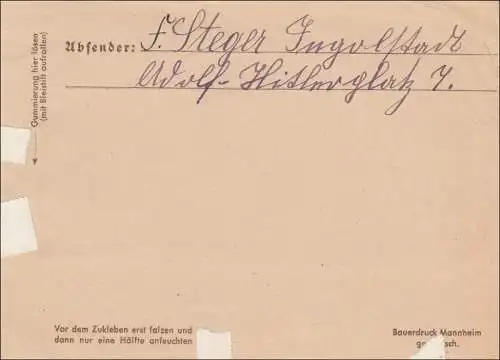 Gummierung hier lösen
(mit Bleistift aufrollen)
Absender: F. Steger Ingolstadt
Adolf-Hitlerplatz 7.
Vor dem Zukleben erst falzen und
dann nur eine Hälfte anfeuchten
Bauerdruck Mannheim